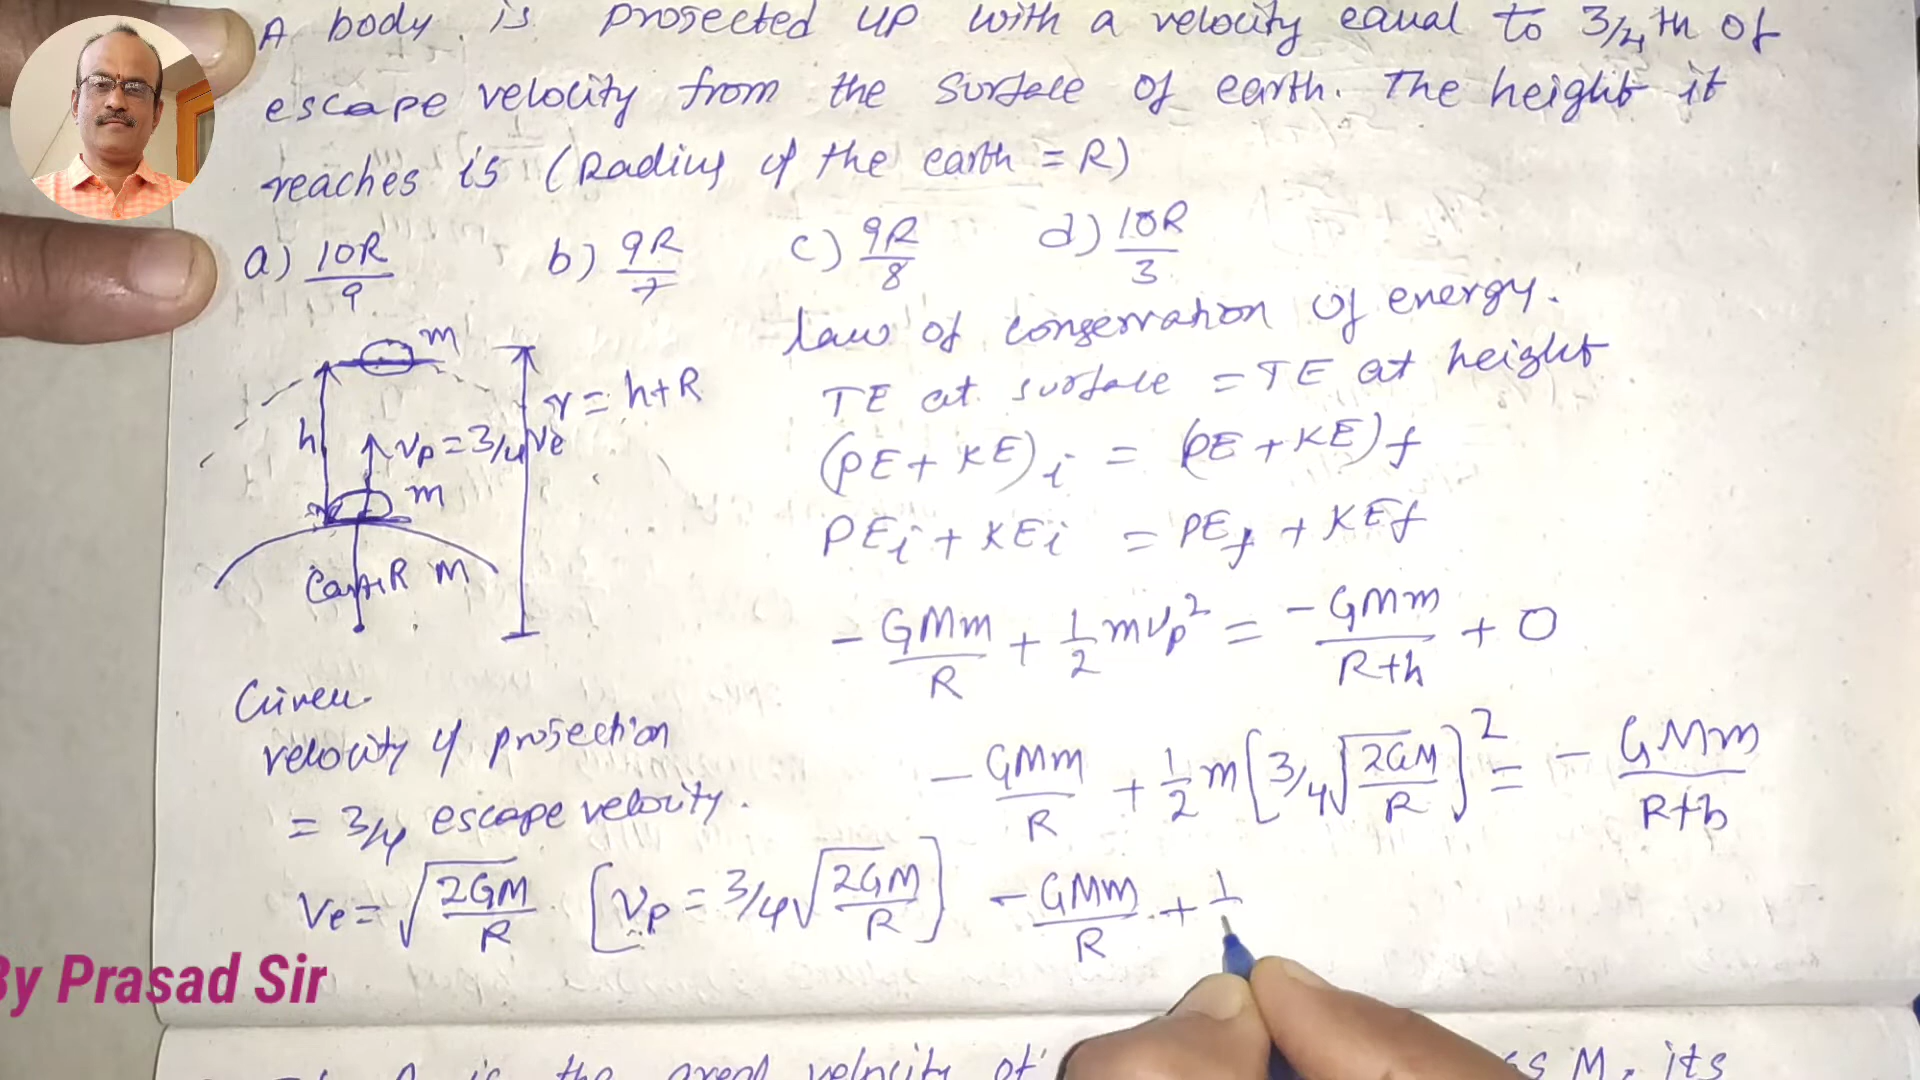 A body is projected up with a velocity equal to 3/4th of
escape velocity from the surface of earth. The height it
reaches is (Radius of the earth = R)
a) 10R/9 b) 9R/7 c) 9R/8 d) 10R/3
law of conservation of energy.
TE at surface = TE at height
(PE + KE)i = (PE + KE)f
PEi + KEi = PEf + KEf
-GMm/R + 1/2 mVp² = -GMm/R+h + 0
-GMm/R + 1/2 m[3/4√2GM/R]² = -GMm/R+h
-GMm/R + 1
m
r = h+R
h
Vp = 3/4 Ve
m
Earth R M
Given
velocity of projection
= 3/4 escape velocity.
Ve = √2GM/R [Vp = 3/4√2GM/R]
By Prasad Sir
velocity of
M, its